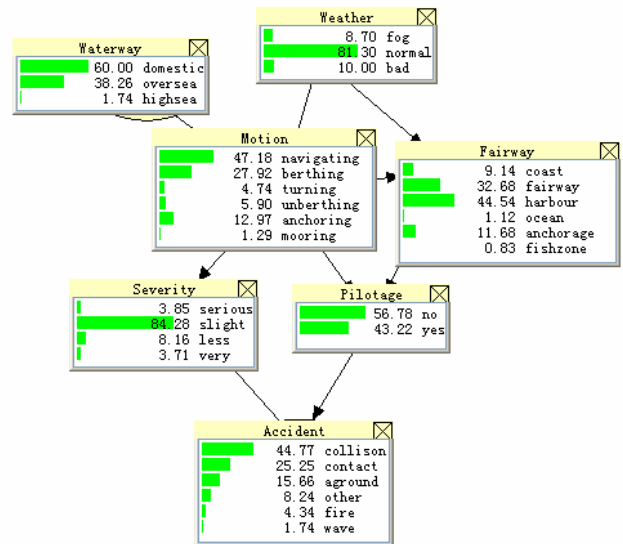 Weather
8.70 fog
81.30 normal
10.00 bad
Waterway
60.00 domestic
38.26 oversea
1.74 highsea
Motion
47.18 navigating
27.92 berthing
4.74 turning
5.90 unberthing
12.97 anchoring
1.29 mooring
Fairway
9.14 coast
32.68 fairway
44.54 harbour
1.12 ocean
11.68 anchorage
0.83 fishzone
Severity
3.85 serious
84.28 slight
8.16 less
3.71 very
Pilotage
56.78 no
43.22 yes
Accident
44.77 collison
25.25 contact
15.66 aground
8.24 other
4.34 fire
1.74 wave